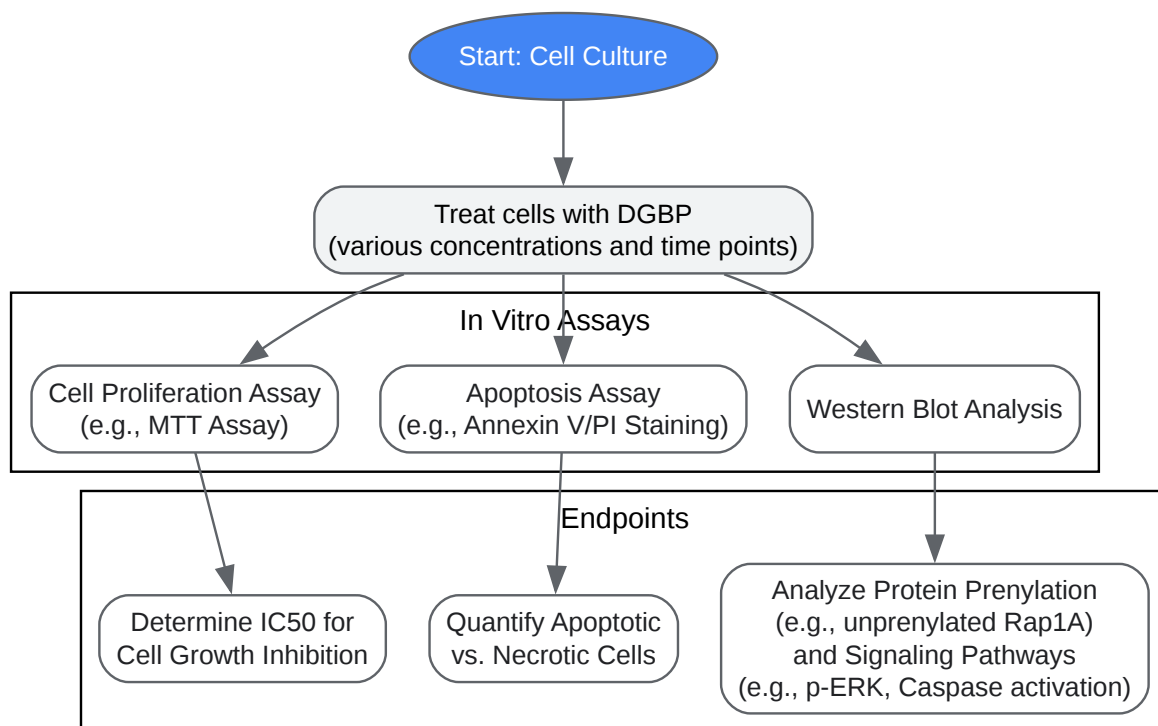 Start: Cell Culture
Treat cells with DGBP
(various concentrations and time points)
In Vitro Assays
Cell Proliferation Assay
(e.g., MTT Assay)
Apoptosis Assay
(e.g., Annexin V/PI Staining)
Western Blot Analysis
Endpoints
Determine IC50 for
Cell Growth Inhibition
Quantify Apoptotic
vs. Necrotic Cells
Analyze Protein Prenylation
(e.g., unprenylated Rap1A)
and Signaling Pathways
(e.g., p-ERK, Caspase activation)